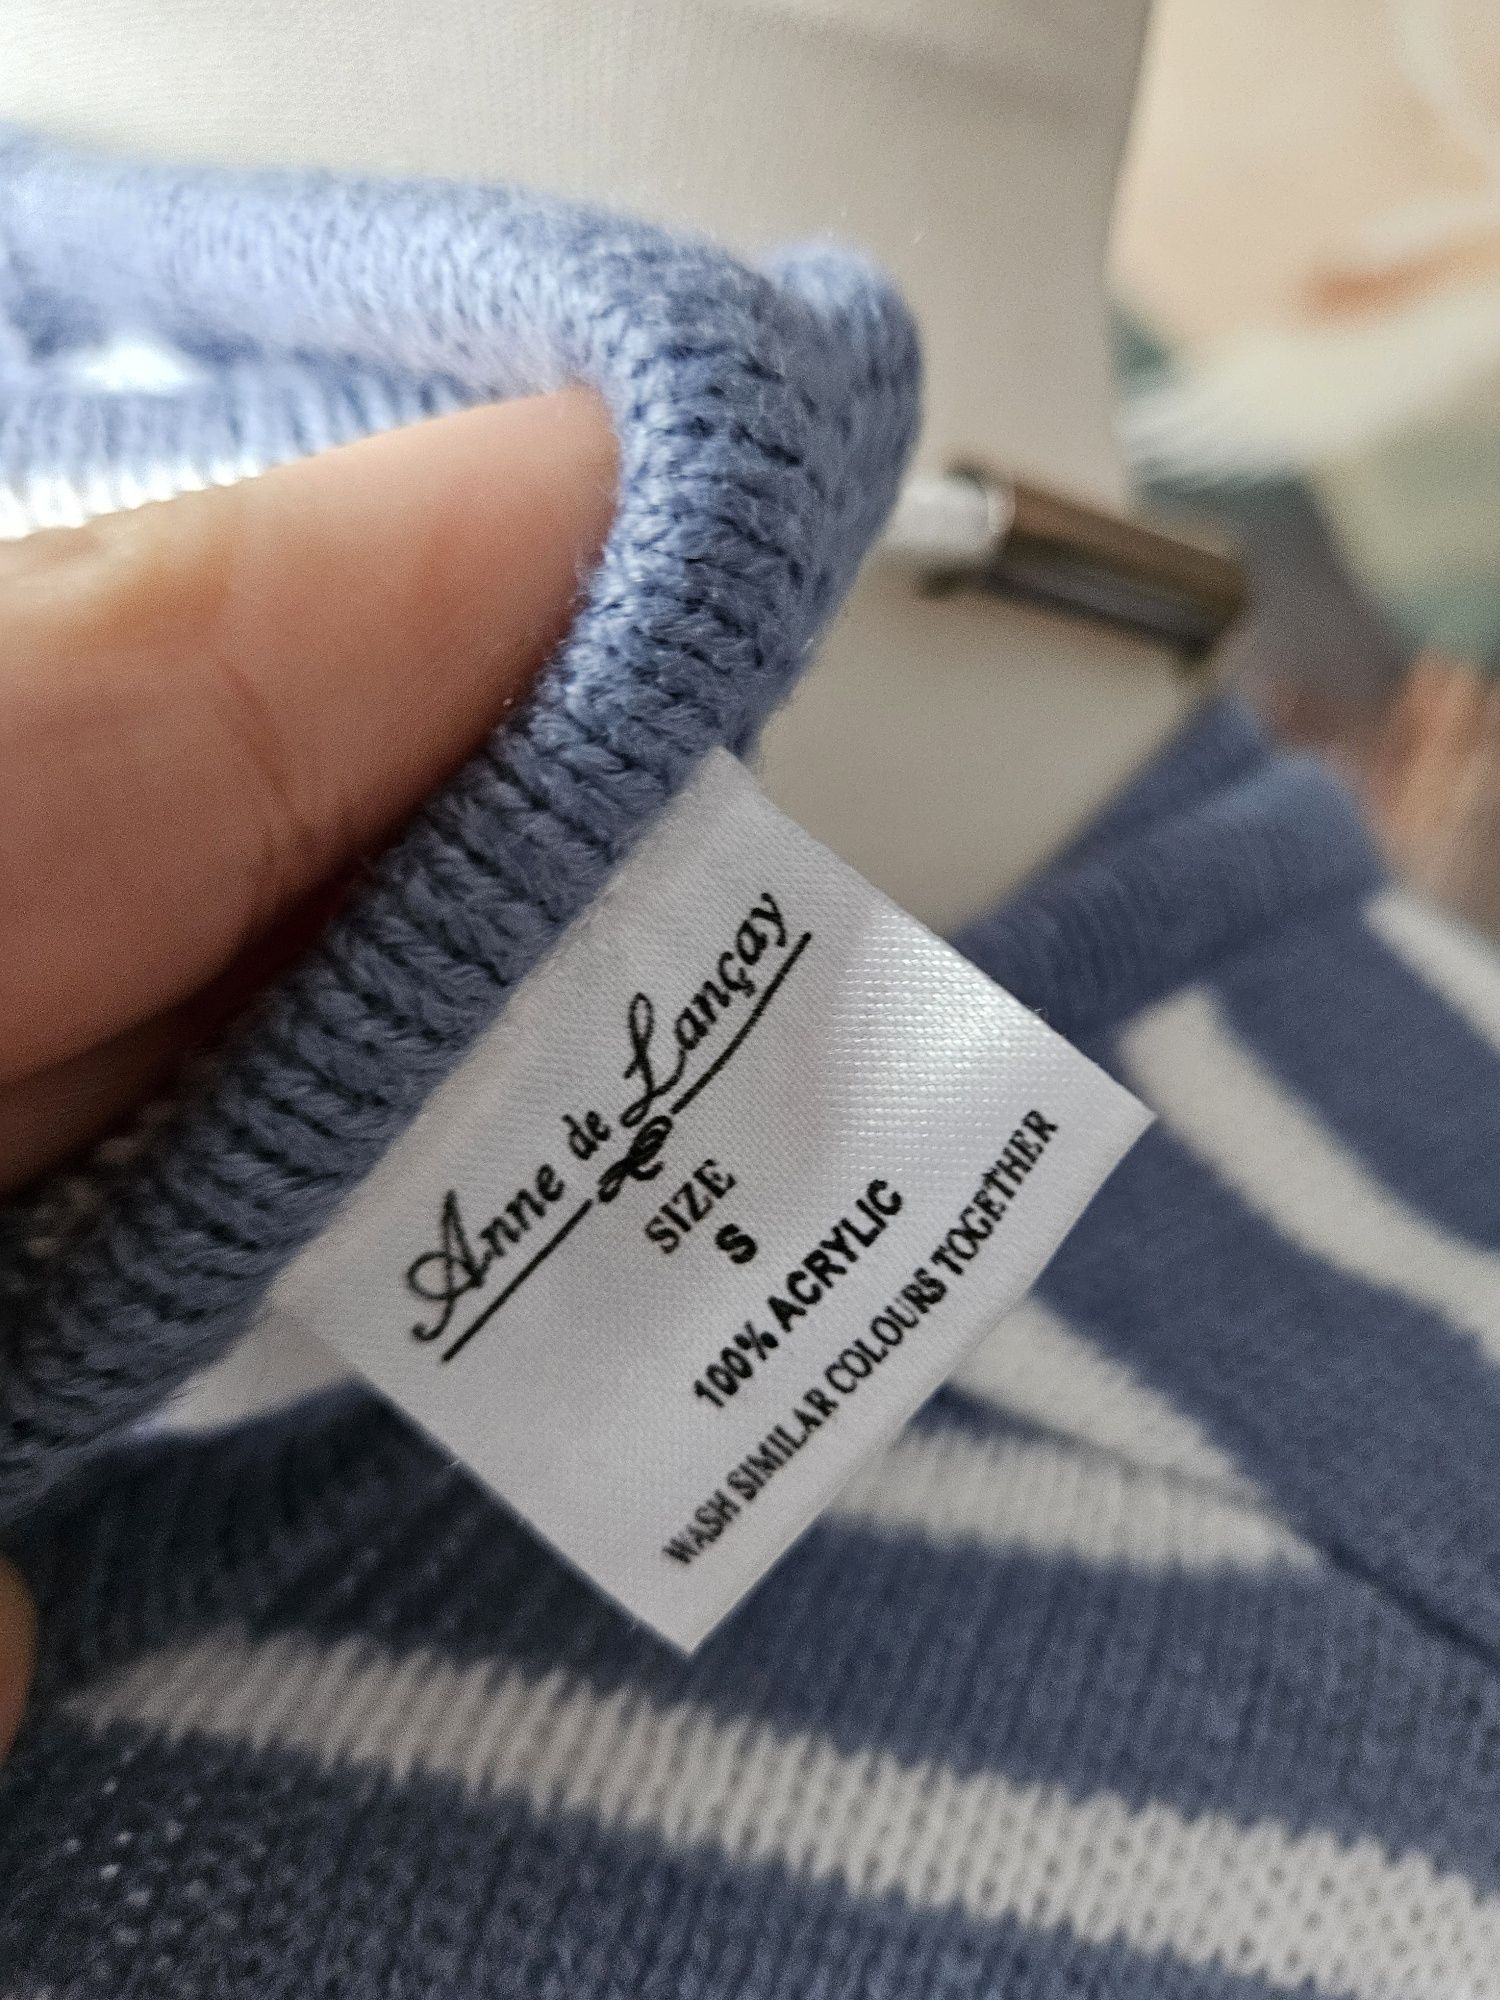 Anne de Lançay
SIZE
S
100% ACRYLIC
WASH SIMILAR COLOURS TOGETHER